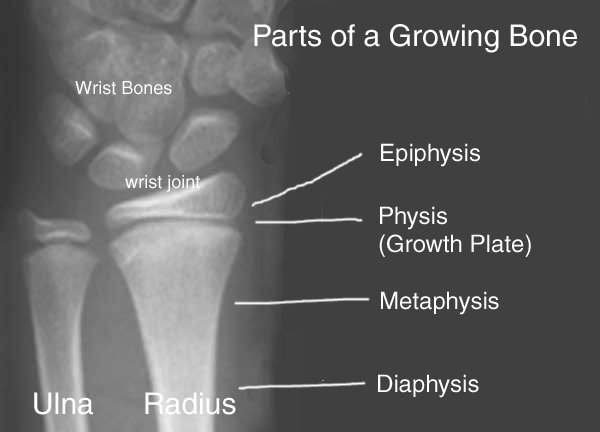 Parts of a Growing Bone
Wrist Bones
wrist joint
Epiphysis
Physis
(Growth Plate)
Metaphysis
Diaphysis
Ulna
Radius